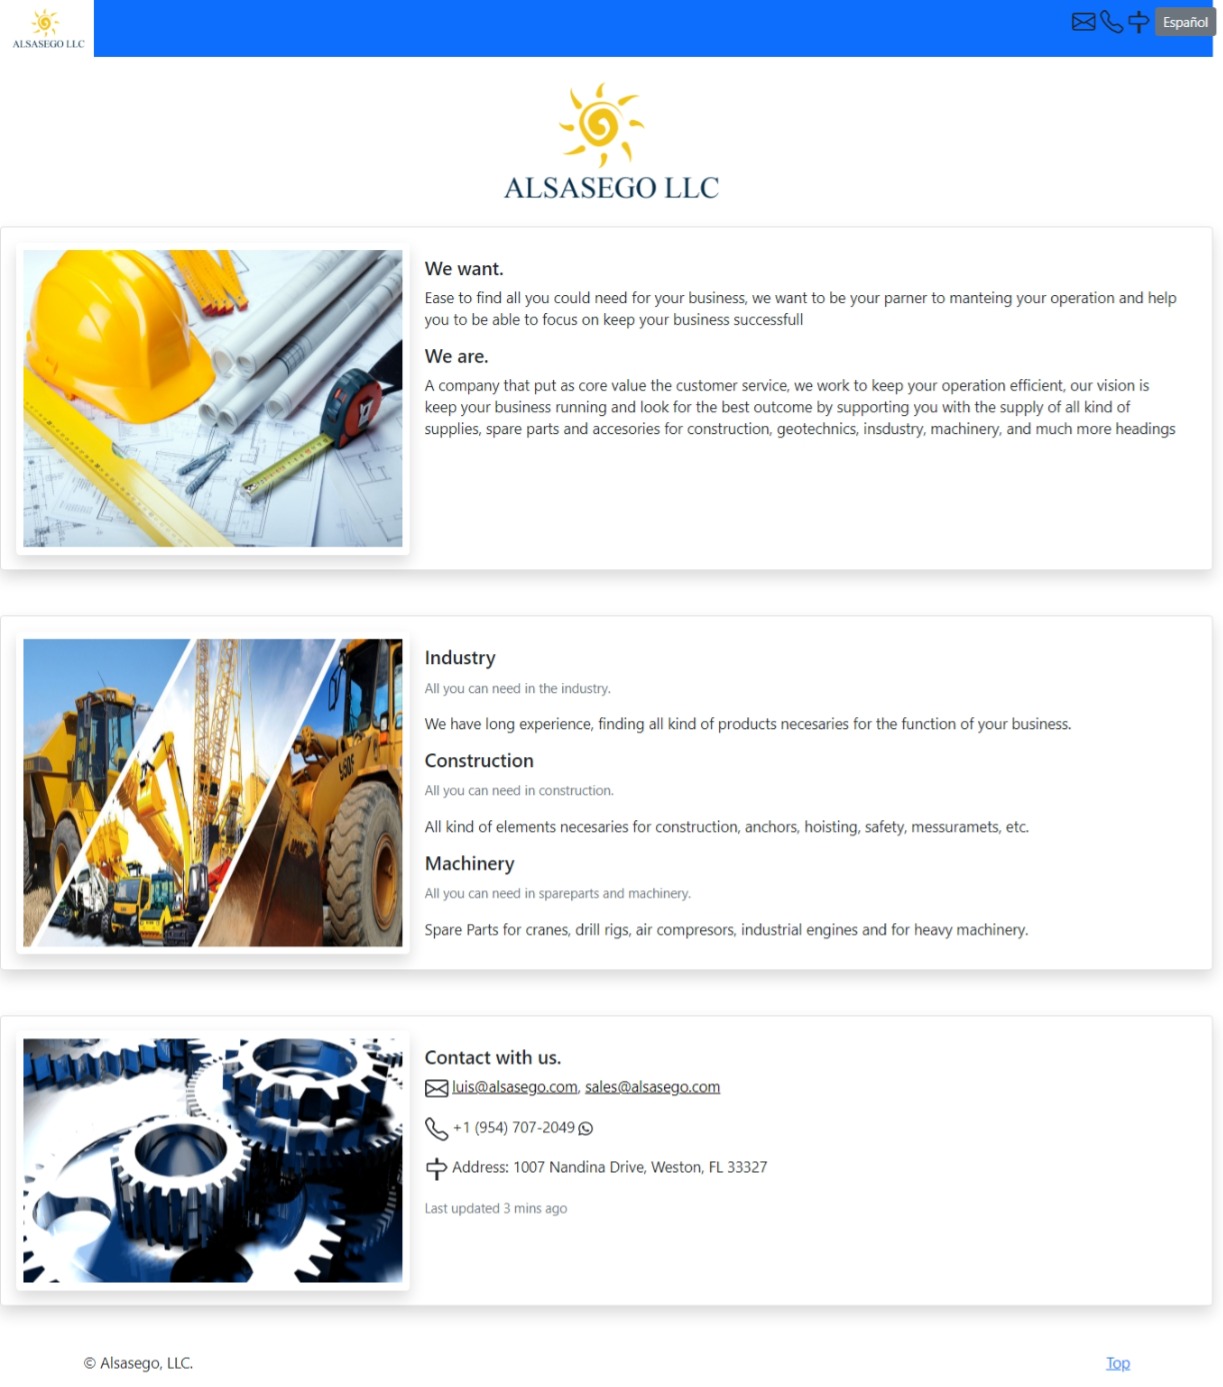 ALSASEGO LLC
Español
ALSASEGO LLC
We want.
Ease to find all you could need for your business, we want to be your parner to manteing your operation and help
you to be able to focus on keep your business successfull
We are.
A company that put as core value the customer service, we work to keep your operation efficient, our vision is
keep your business running and look for the best outcome by supporting you with the supply of all kind of
supplies, spare parts and accesories for construction, geotechnics, insdustry, machinery, and much more headings
Industry
All you can need in the industry.
We have long experience, finding all kind of products necesaries for the function of your business.
Construction
All you can need in construction.
All kind of elements necesaries for construction, anchors, hoisting, safety, messuramets, etc.
Machinery
All you can need in spareparts and machinery.
Spare Parts for cranes, drill rigs, air compresors, industrial engines and for heavy machinery.
Contact with us.
luis@alsasego.com, sales@alsasego.com
+1 (954) 707-2049
Address: 1007 Nandina Drive, Weston, FL 33327
Last updated 3 mins ago
© Alsasego, LLC.
Top